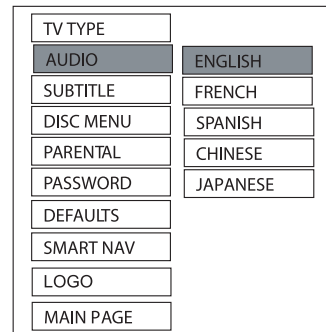 TV TYPE
AUDIO
SUBTITLE
DISC MENU
PARENTAL
PASSWORD
DEFAULTS
SMART NAV
LOGO
MAIN PAGE
ENGLISH
FRENCH
SPANISH
CHINESE
JAPANESE